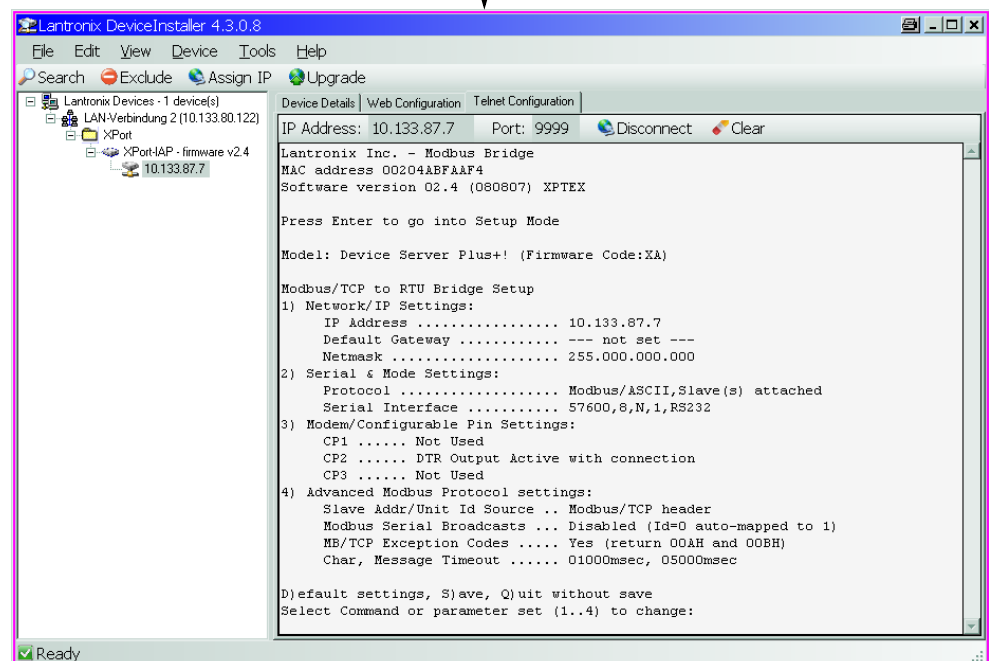 Lantronix DeviceInstaller 4.3.0.8
File Edit View Device Tools Help
Search Exclude Assign IP Upgrade
Lantronix Devices - 1 device(s)
LAN-Verbindung 2 (10.133.80.122)
XPort
XPort-IAP - firmware v2.4
10.133.87.7
Device Details Web Configuration Telnet Configuration
IP Address: 10.133.87.7 Port: 9999 Disconnect Clear
Lantronix Inc. - Modbus Bridge
MAC address 00204ABFAAF4
Software version 02.4 (080807) XPTEX
Press Enter to go into Setup Mode
Model: Device Server Plus+! (Firmware Code:XA)
Modbus/TCP to RTU Bridge Setup
1) Network/IP Settings:
IP Address ................. 10.133.87.7
Default Gateway ............ --- not set ---
Netmask .................... 255.000.000.000
2) Serial & Mode Settings:
Protocol ................... Modbus/ASCII,Slave(s) attached
Serial Interface ........... 57600,8,N,1,RS232
3) Modem/Configurable Pin Settings:
CP1 ...... Not Used
CP2 ...... DTR Output Active with connection
CP3 ...... Not Used
4) Advanced Modbus Protocol settings:
Slave Addr/Unit Id Source .. Modbus/TCP header
Modbus Serial Broadcasts ... Disabled (Id=0 auto-mapped to 1)
MB/TCP Exception Codes ..... Yes (return 00AH and 00BH)
Char, Message Timeout ...... 01000msec, 05000msec
D)efault settings, S)ave, Q)uit without save
Select Command or parameter set (1..4) to change:
Ready